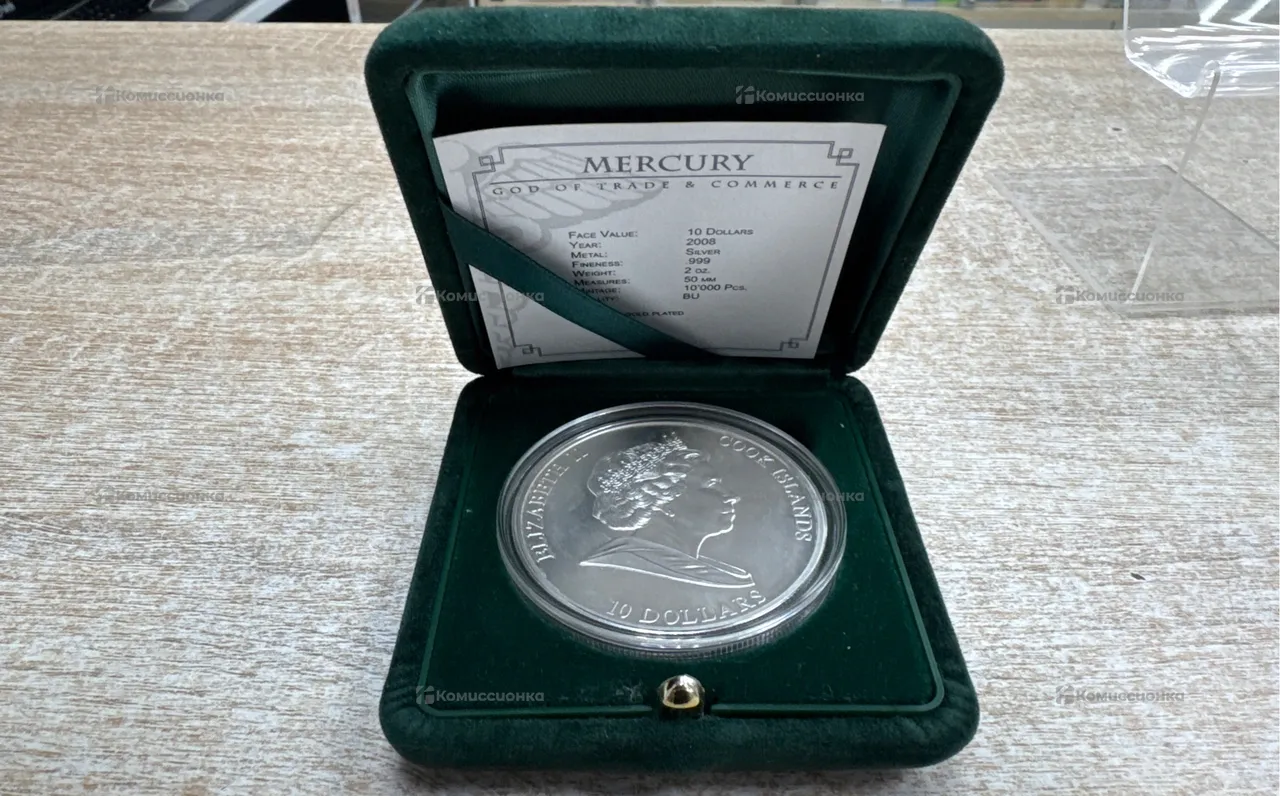 MERCURY
GOD OF TRADE & COMMERCE
FACE VALUE: 10 DOLLARS
YEAR: 2008
METAL: SILVER
FINENESS: .999
WEIGHT: 2 OZ.
MEASURES: 50 MM
10'000 PCS.
BU
PLATED
ELIZABETH II
COOK ISLANDS
10 DOLLARS
Комиссионка
Комиссионка
Комиссионка
Комиссионка
Комиссионка
Комиссионка
Комиссионка